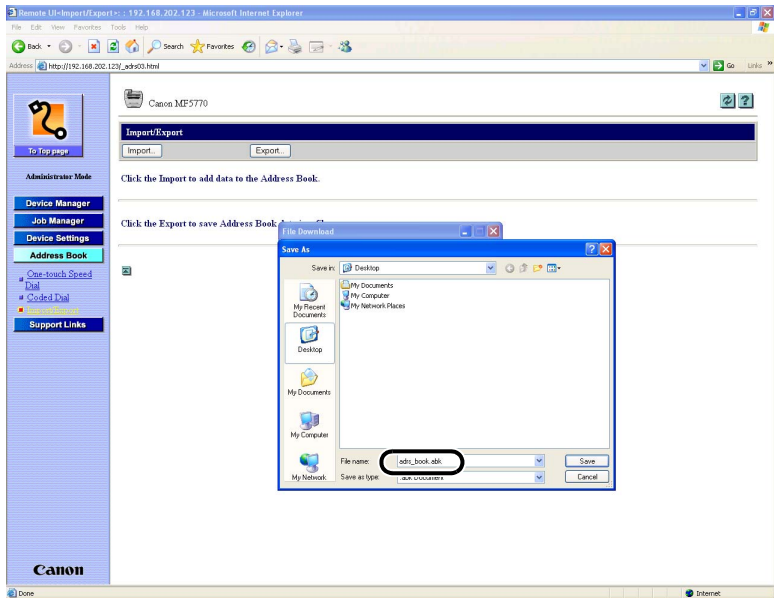 Remote UI<Import/Export>: : 192.168.202.123 - Microsoft Internet Explorer
File Edit View Favorites Tools Help
Back Search Favorites
Address http://192.168.202.123/_adrs03.html Go Links »
Canon MF5770
To Top page
Import/Export
Import.. Export..
Administrator Mode
Click the Import to add data to the Address Book.
Device Manager
Job Manager
Click the Export to save Address Book
Device Settings
Address Book
One-touch Speed
Dial
Coded Dial
Import/Export
Support Links
File Download
Save As
Save in: Desktop
My Documents
My Computer
My Network Places
My Recent
Documents
Desktop
My Documents
My Computer
My Network
File name: adrs_book.abk Save
Save as type: .abk Document Cancel
Canon
Done Internet